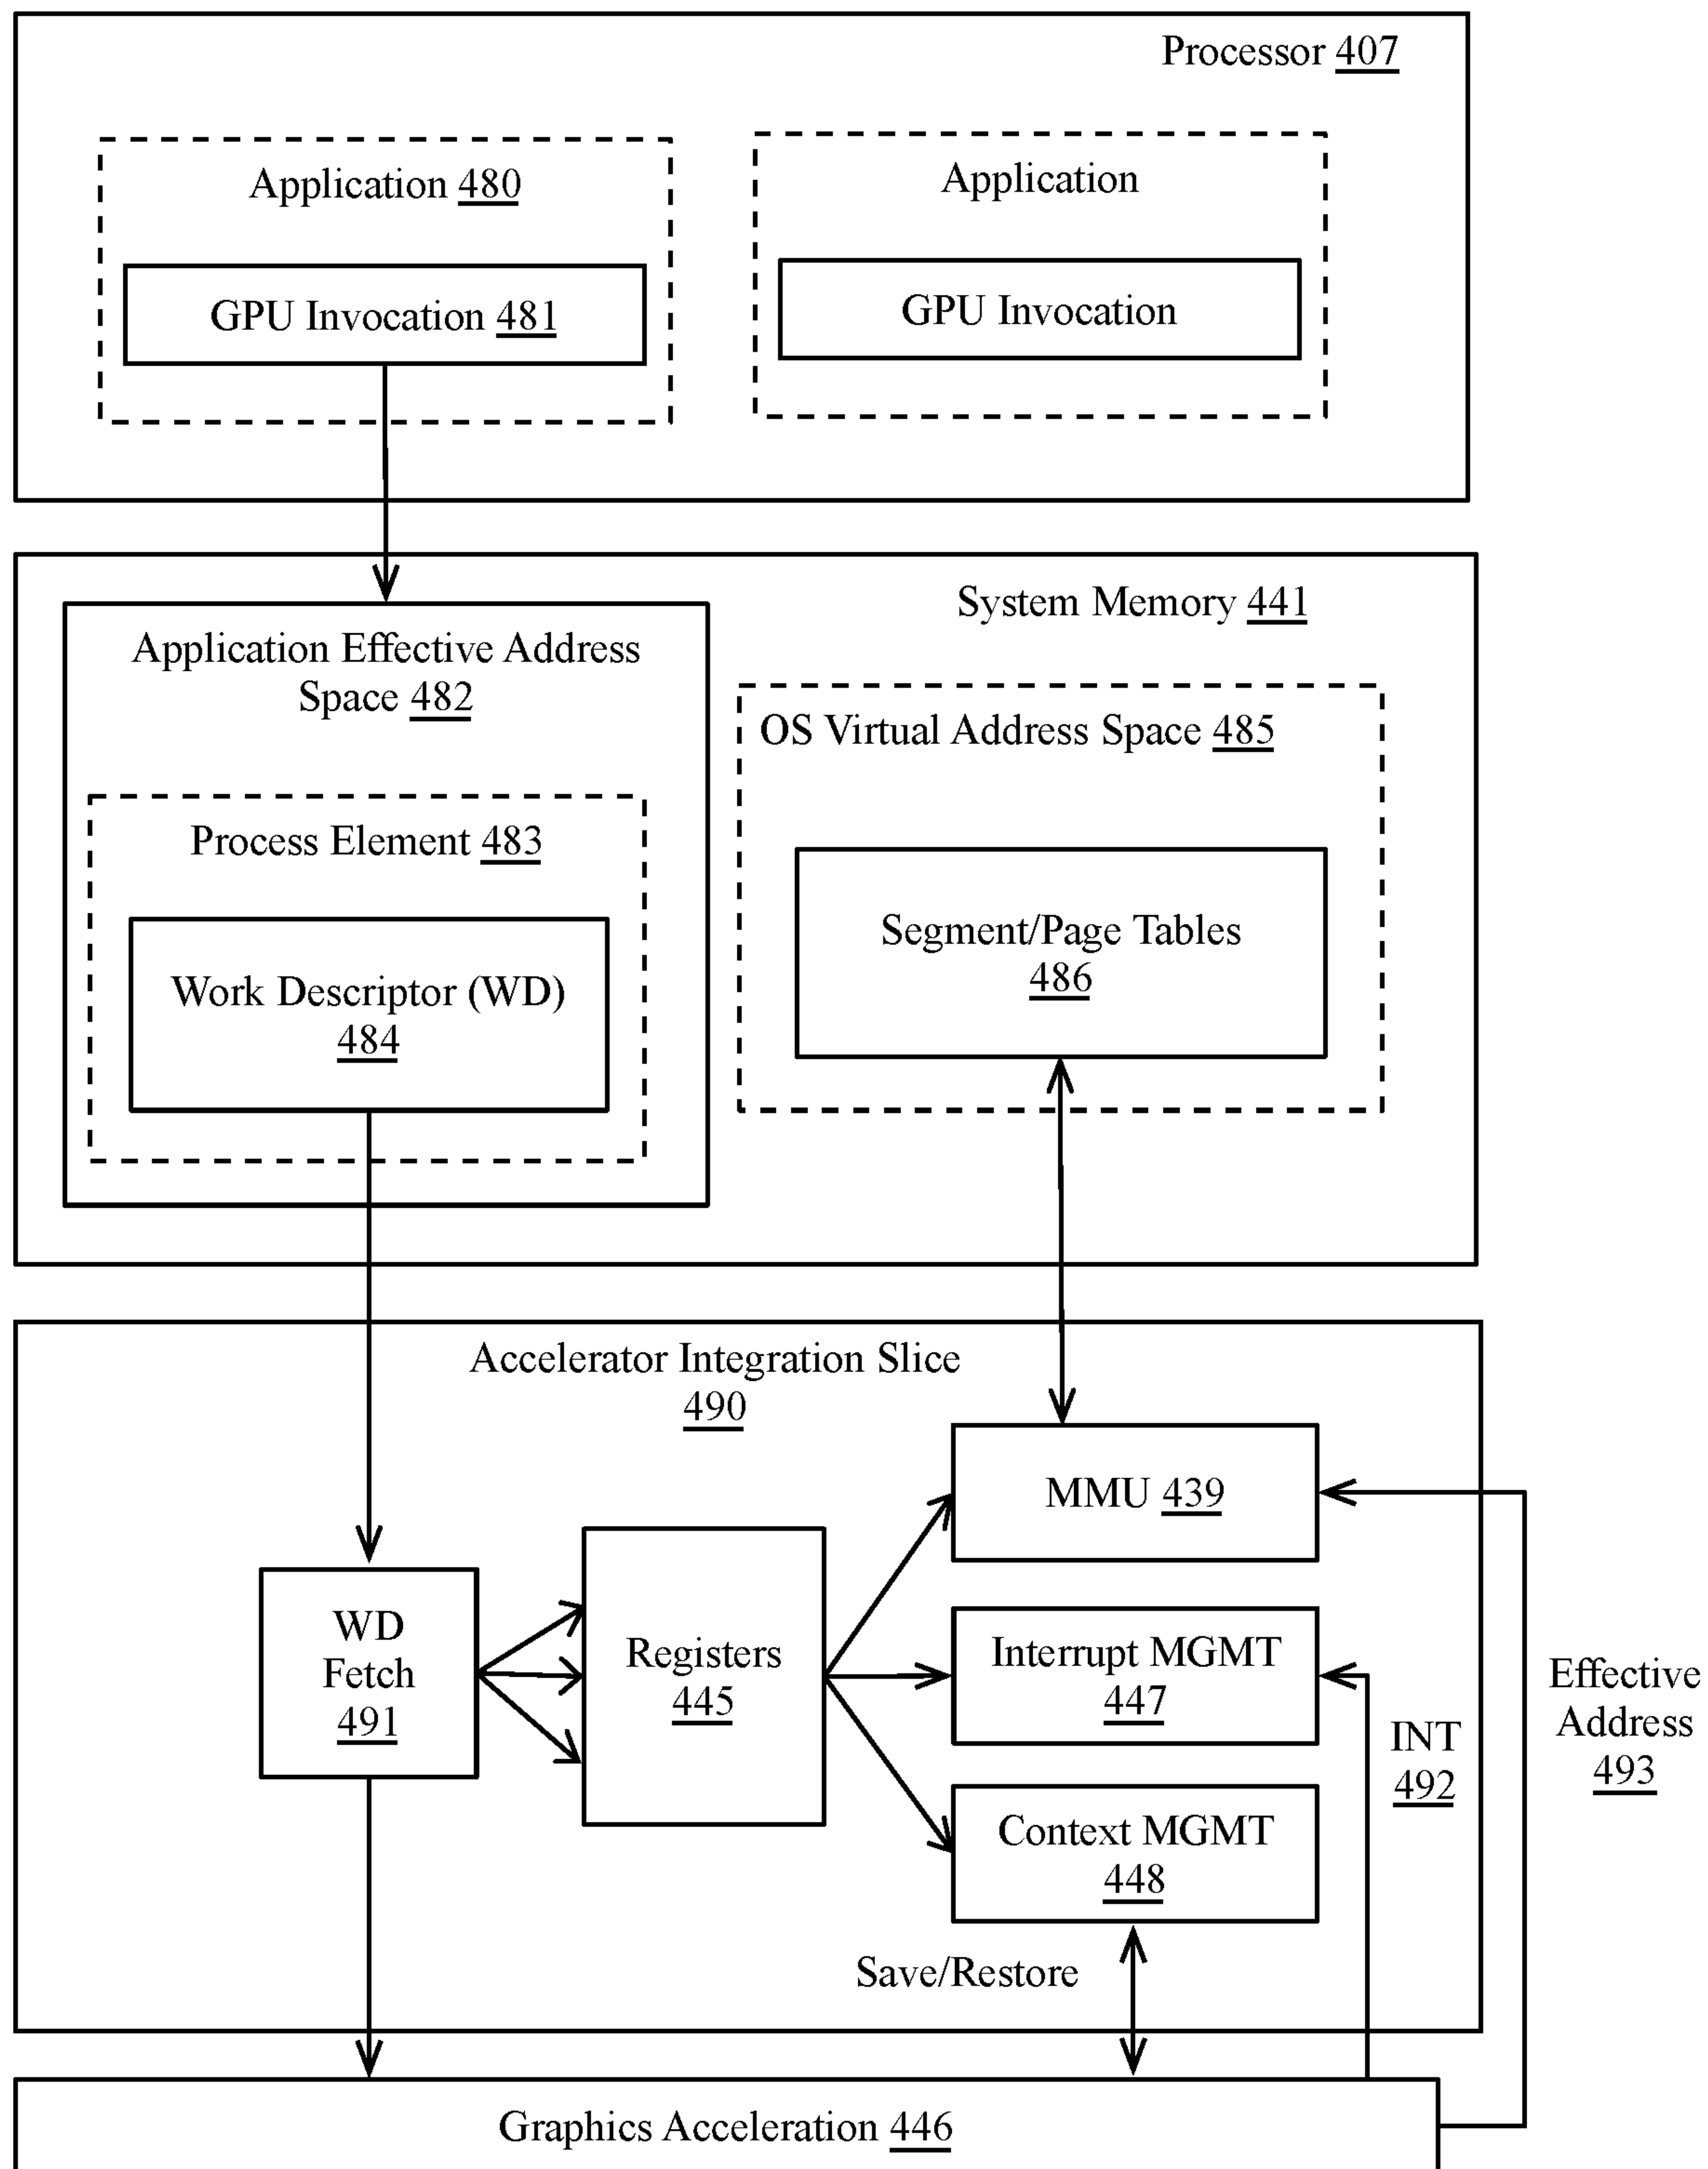 Processor 407
Application 480
Application
GPU Invocation 481
GPU Invocation
System Memory 441
Application Effective Address
Space 482
OS Virtual Address Space 485
Process Element 483
Segment/Page Tables
486
Work Descriptor (WD)
484
Accelerator Integration Slice
490
MMU 439
WD
Fetch
491
Registers
445
Interrupt MGMT
447
Effective
Address
493
INT
492
Context MGMT
448
Save/Restore
Graphics Acceleration 446